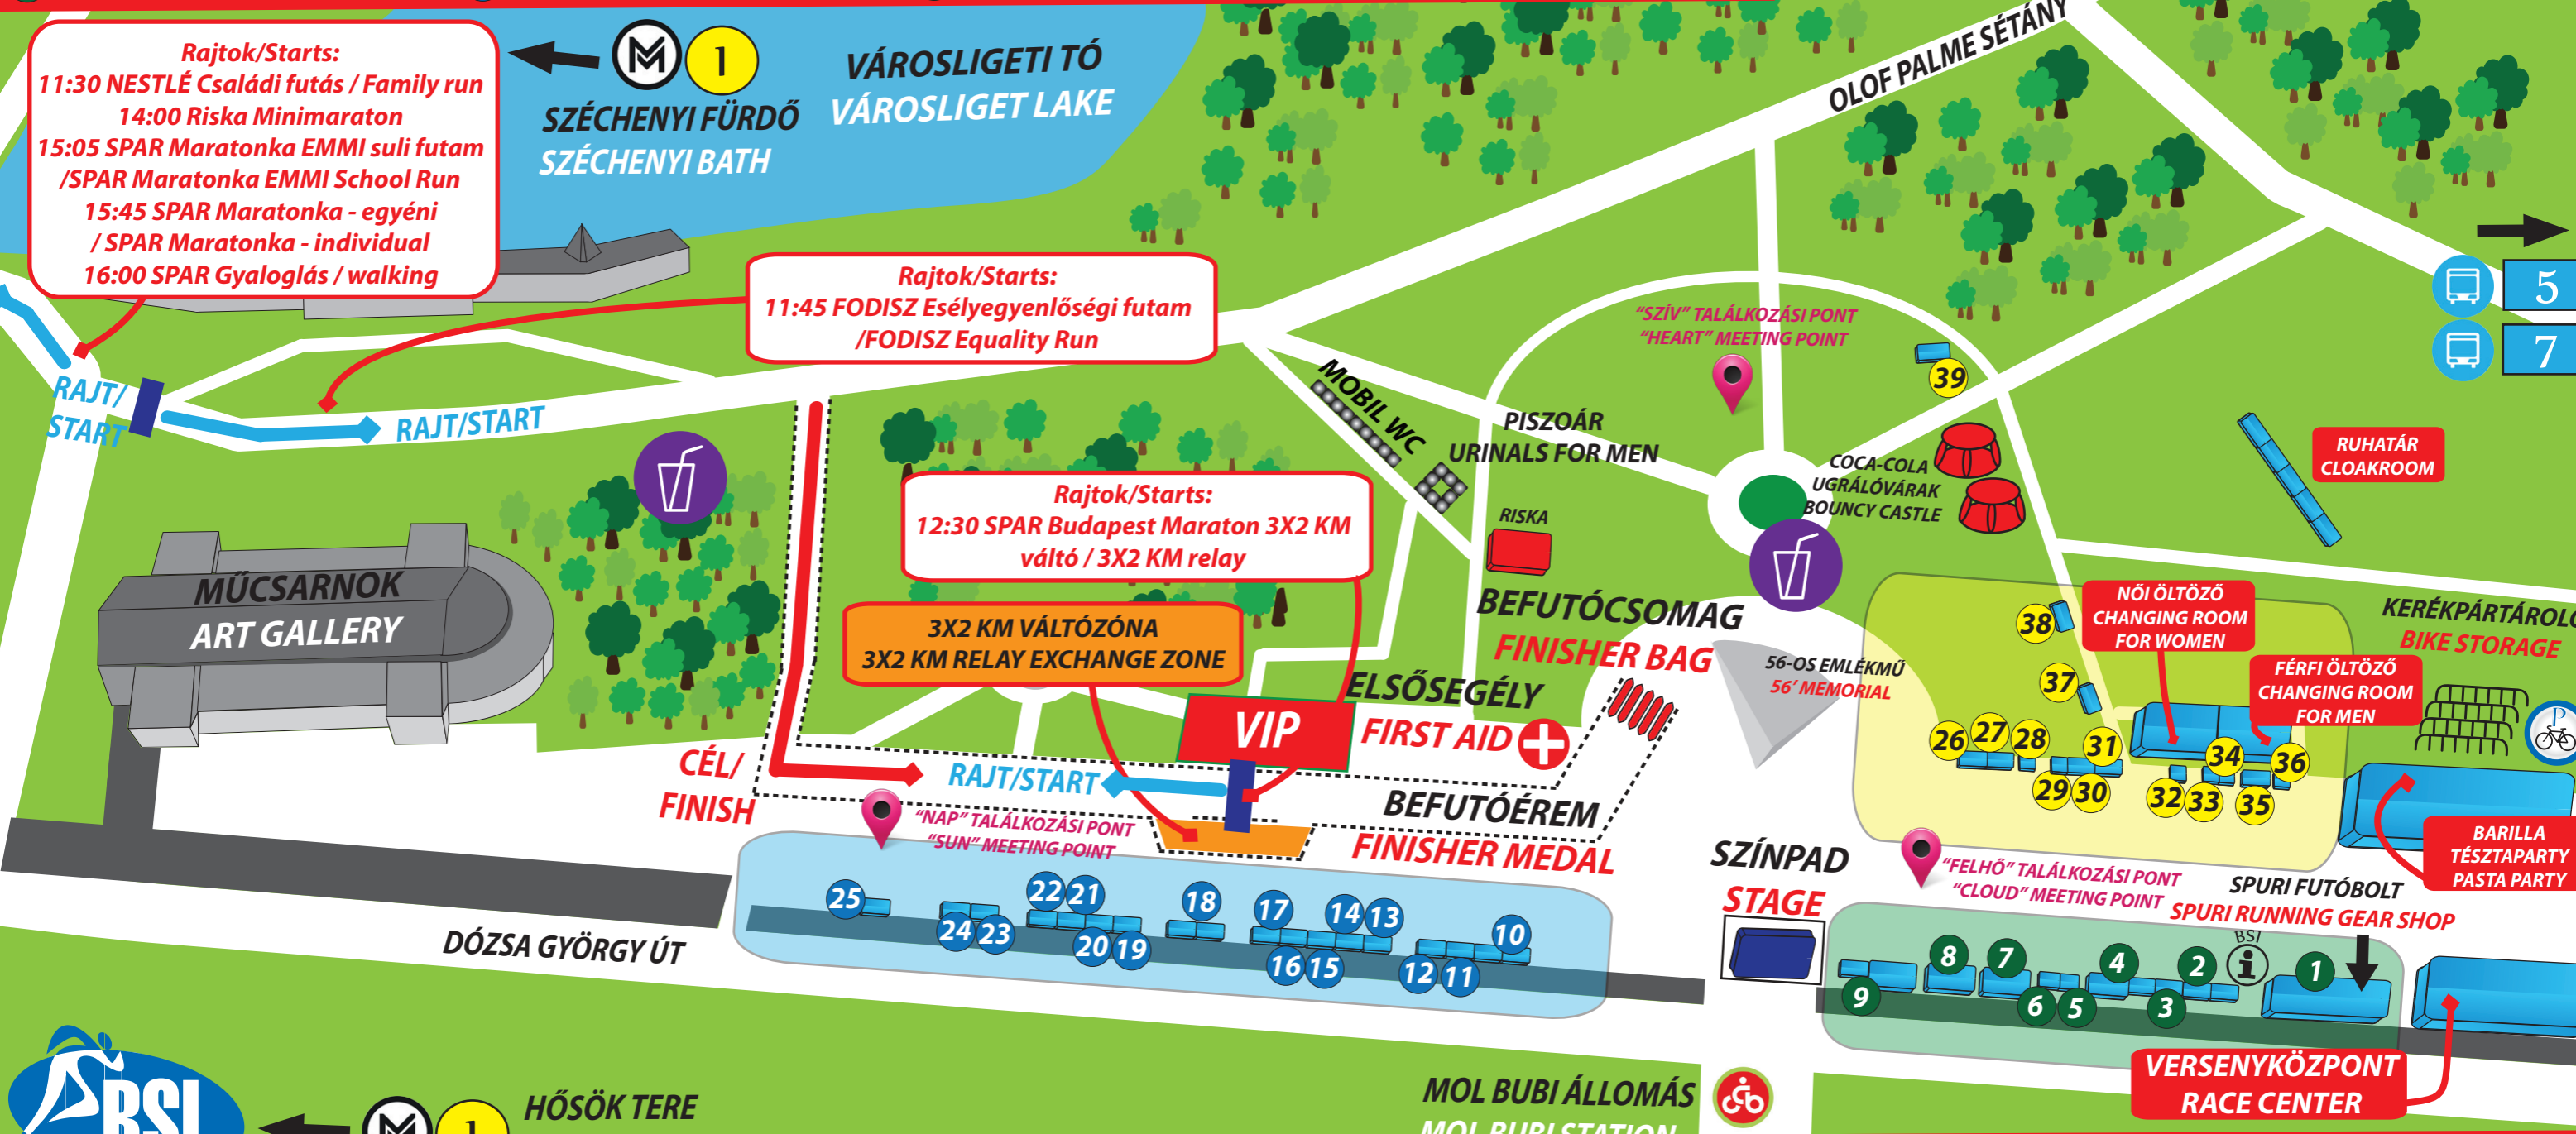 Rajtok/Starts:
11:30 NESTLÉ Családi futás / Family run
14:00 Riska Minimaraton
15:05 SPAR Maratonka EMMI suli futam
/SPAR Maratonka EMMI School Run
15:45 SPAR Maratonka - egyéni
/ SPAR Maratonka - individual
16:00 SPAR Gyaloglás / walking
M 1
SZÉCHENYI FÜRDŐ
SZÉCHENYI BATH
VÁROSLIGETI TÓ
VÁROSLIGET LAKE
OLOF PALME SÉTÁNY
Rajtok/Starts:
11:45 FODISZ Esélyegyenlőségi futam
/FODISZ Equality Run
5
7
RAJT/
START
RAJT/START
"SZÍV" TALÁLKOZÁSI PONT
"HEART" MEETING POINT
39
MOBIL WC
PISZOÁR
URINALS FOR MEN
COCA-COLA
UGRÁLÓVÁRAK
BOUNCY CASTLE
RUHATÁR
CLOAKROOM
RISKA
Rajtok/Starts:
12:30 SPAR Budapest Maraton 3X2 KM
váltó / 3X2 KM relay
MŰCSARNOK
ART GALLERY
3X2 KM VÁLTÓZÓNA
3X2 KM RELAY EXCHANGE ZONE
BEFUTÓCSOMAG
FINISHER BAG
56-OS EMLÉKMŰ
56' MEMORIAL
NŐI ÖLTÖZŐ
CHANGING ROOM
FOR WOMEN
FÉRFI ÖLTÖZŐ
CHANGING ROOM
FOR MEN
BIKE STORAGE
P
38
37
26 27 28 31 34 36
29 30 32 33 35
VIP
ELSŐSEGÉLY
FIRST AID
CÉL/
FINISH
RAJT/START
BEFUTÓÉREM
FINISHER MEDAL
"NAP" TALÁLKOZÁSI PONT
"SUN" MEETING POINT
BARILLA
TÉSZTAPARTY
PASTA PARTY
SZÍNPAD
STAGE
"FELHŐ" TALÁLKOZÁSI PONT
"CLOUD" MEETING POINT
SPURI FUTÓBOLT
SPURI RUNNING GEAR SHOP
BSI
i
25 22 21 18 17 14 13 10
24 23 20 19 16 15 12 11
8 7 4 2 1
9 6 5 3
DÓZSA GYÖRGY ÚT
VERSENYKÖZPONT
RACE CENTER
BSI
M 1
HŐSÖK TERE
MOL BUBI ÁLLOMÁS
MOL BUBI STATION